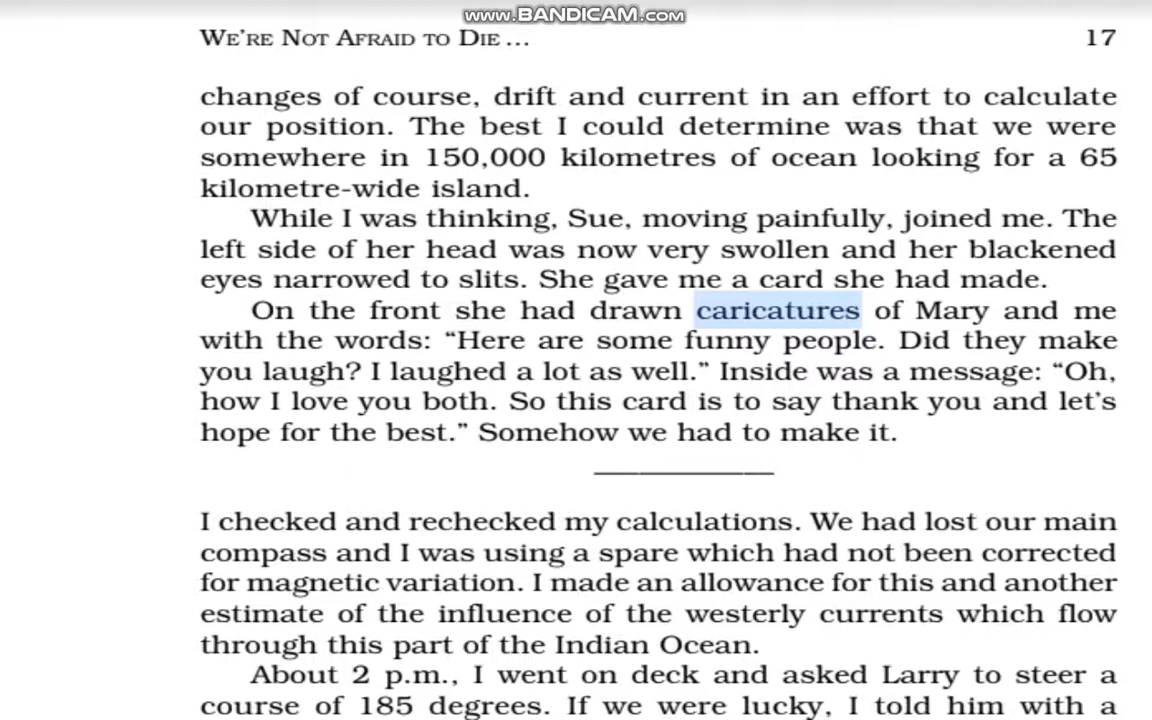 www.BANDICAM.com
WE'RE NOT AFRAID TO DIE... 17
changes of course, drift and current in an effort to calculate
our position. The best I could determine was that we were
somewhere in 150,000 kilometres of ocean looking for a 65
kilometre-wide island.
While I was thinking, Sue, moving painfully, joined me. The
left side of her head was now very swollen and her blackened
eyes narrowed to slits. She gave me a card she had made.
On the front she had drawn caricatures of Mary and me
with the words: “Here are some funny people. Did they make
you laugh? I laughed a lot as well.” Inside was a message: “Oh,
how I love you both. So this card is to say thank you and let's
hope for the best.” Somehow we had to make it.
I checked and rechecked my calculations. We had lost our main
compass and I was using a spare which had not been corrected
for magnetic variation. I made an allowance for this and another
estimate of the influence of the westerly currents which flow
through this part of the Indian Ocean.
About 2 p.m., I went on deck and asked Larry to steer a
course of 185 degrees. If we were lucky, I told him with a